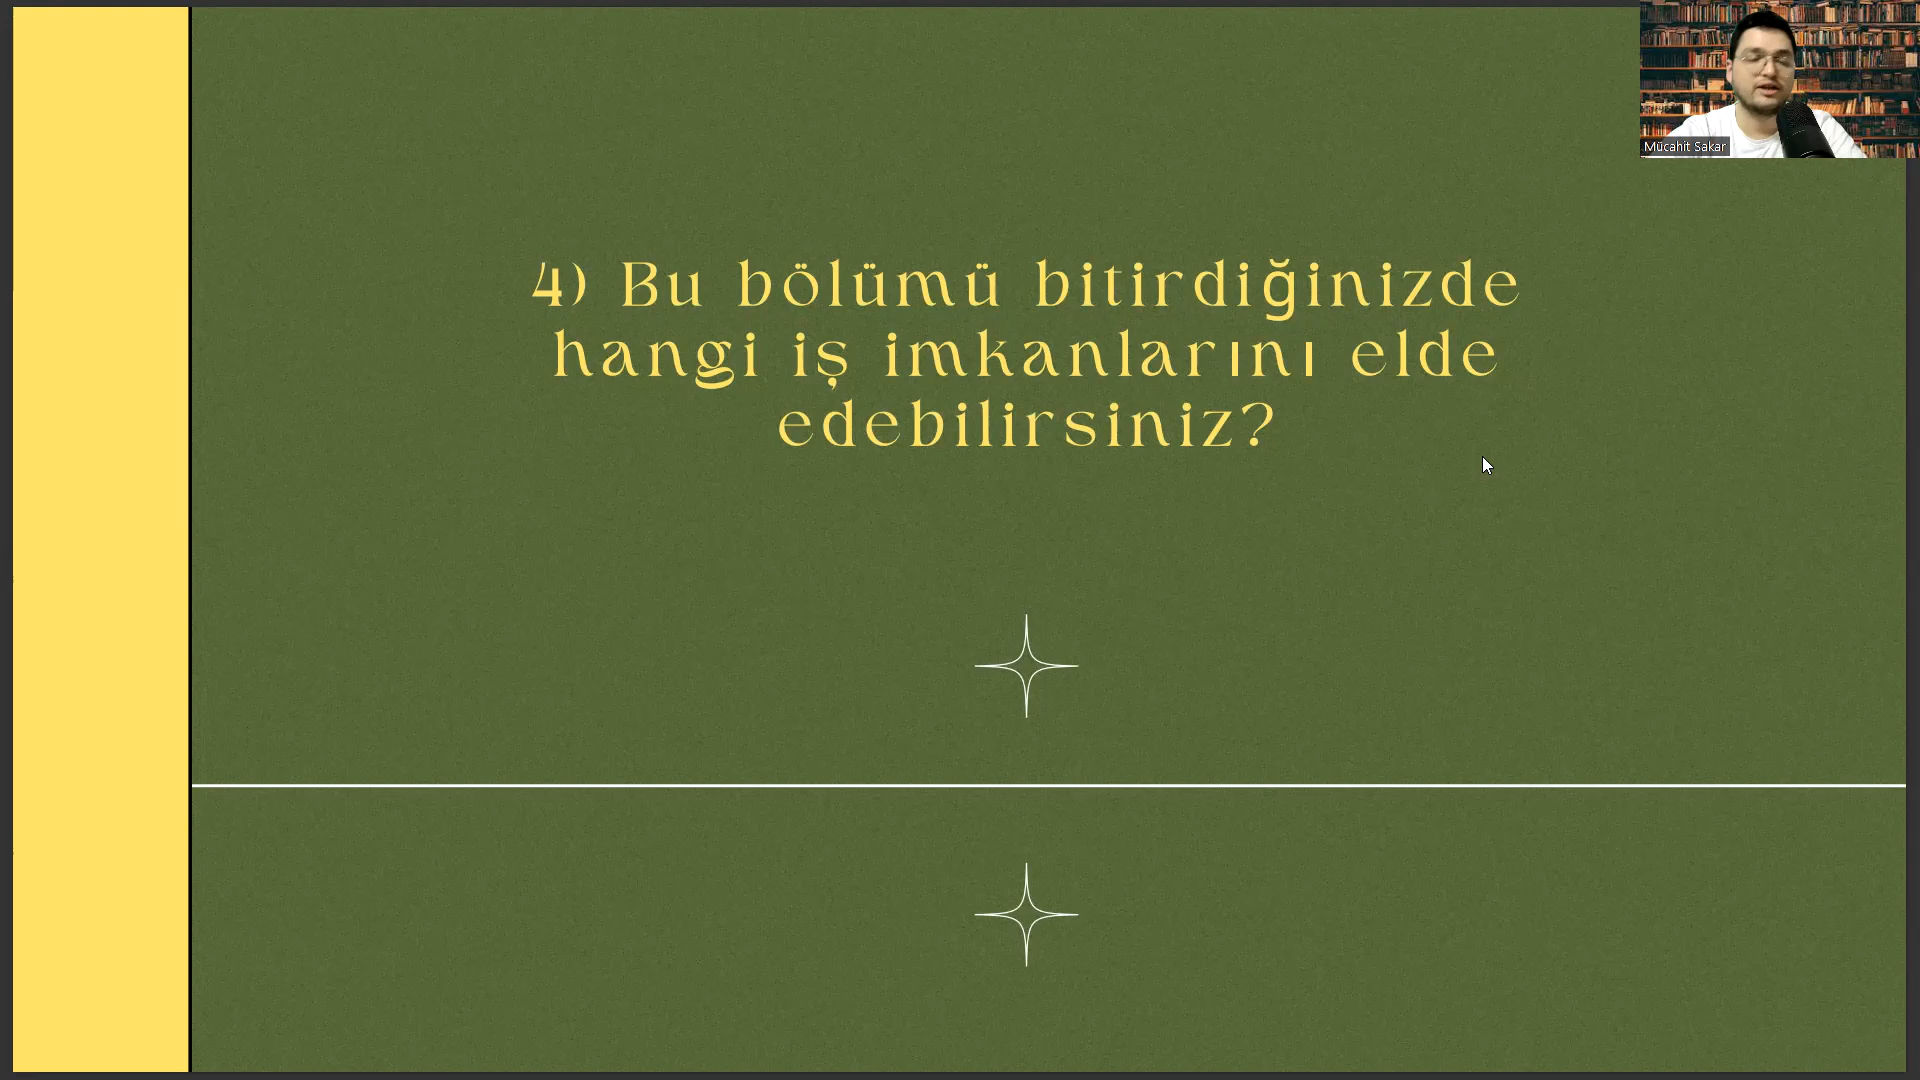 4) Bu bölümü bitirdiğinizde
hangi iş imkanlarını elde
edebilirsiniz?
Mücahit Sakar